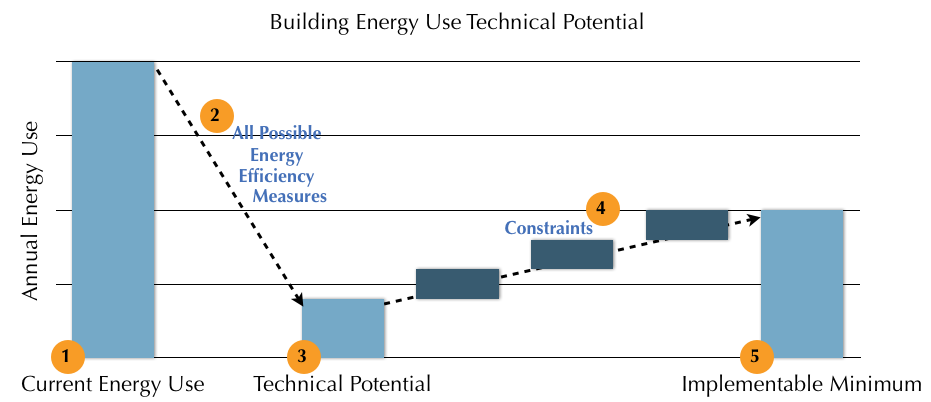 Building Energy Use Technical Potential
Annual Energy Use
2
All Possible
Energy
Efficiency
Measures
4
Constraints
1
3
5
Current Energy Use
Technical Potential
Implementable Minimum